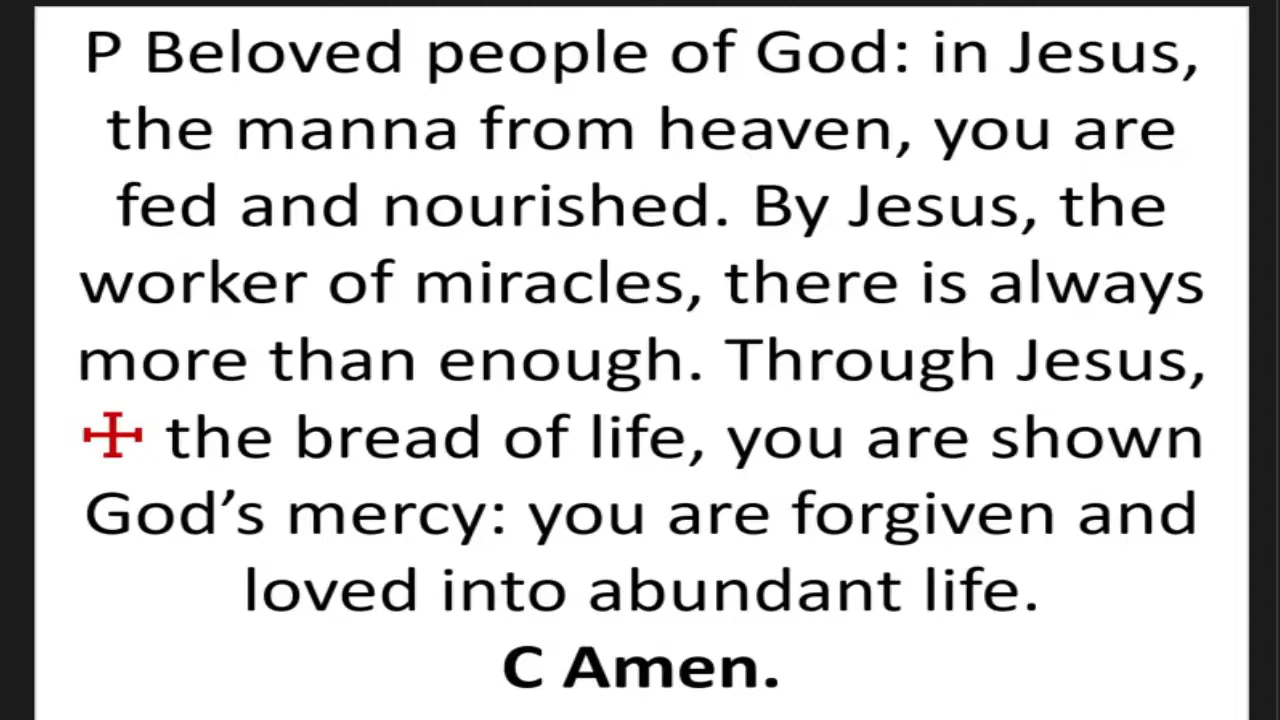 P Beloved people of God: in Jesus,
the manna from heaven, you are
fed and nourished. By Jesus, the
worker of miracles, there is always
more than enough. Through Jesus,
☩ the bread of life, you are shown
God’s mercy: you are forgiven and
loved into abundant life.
C Amen.